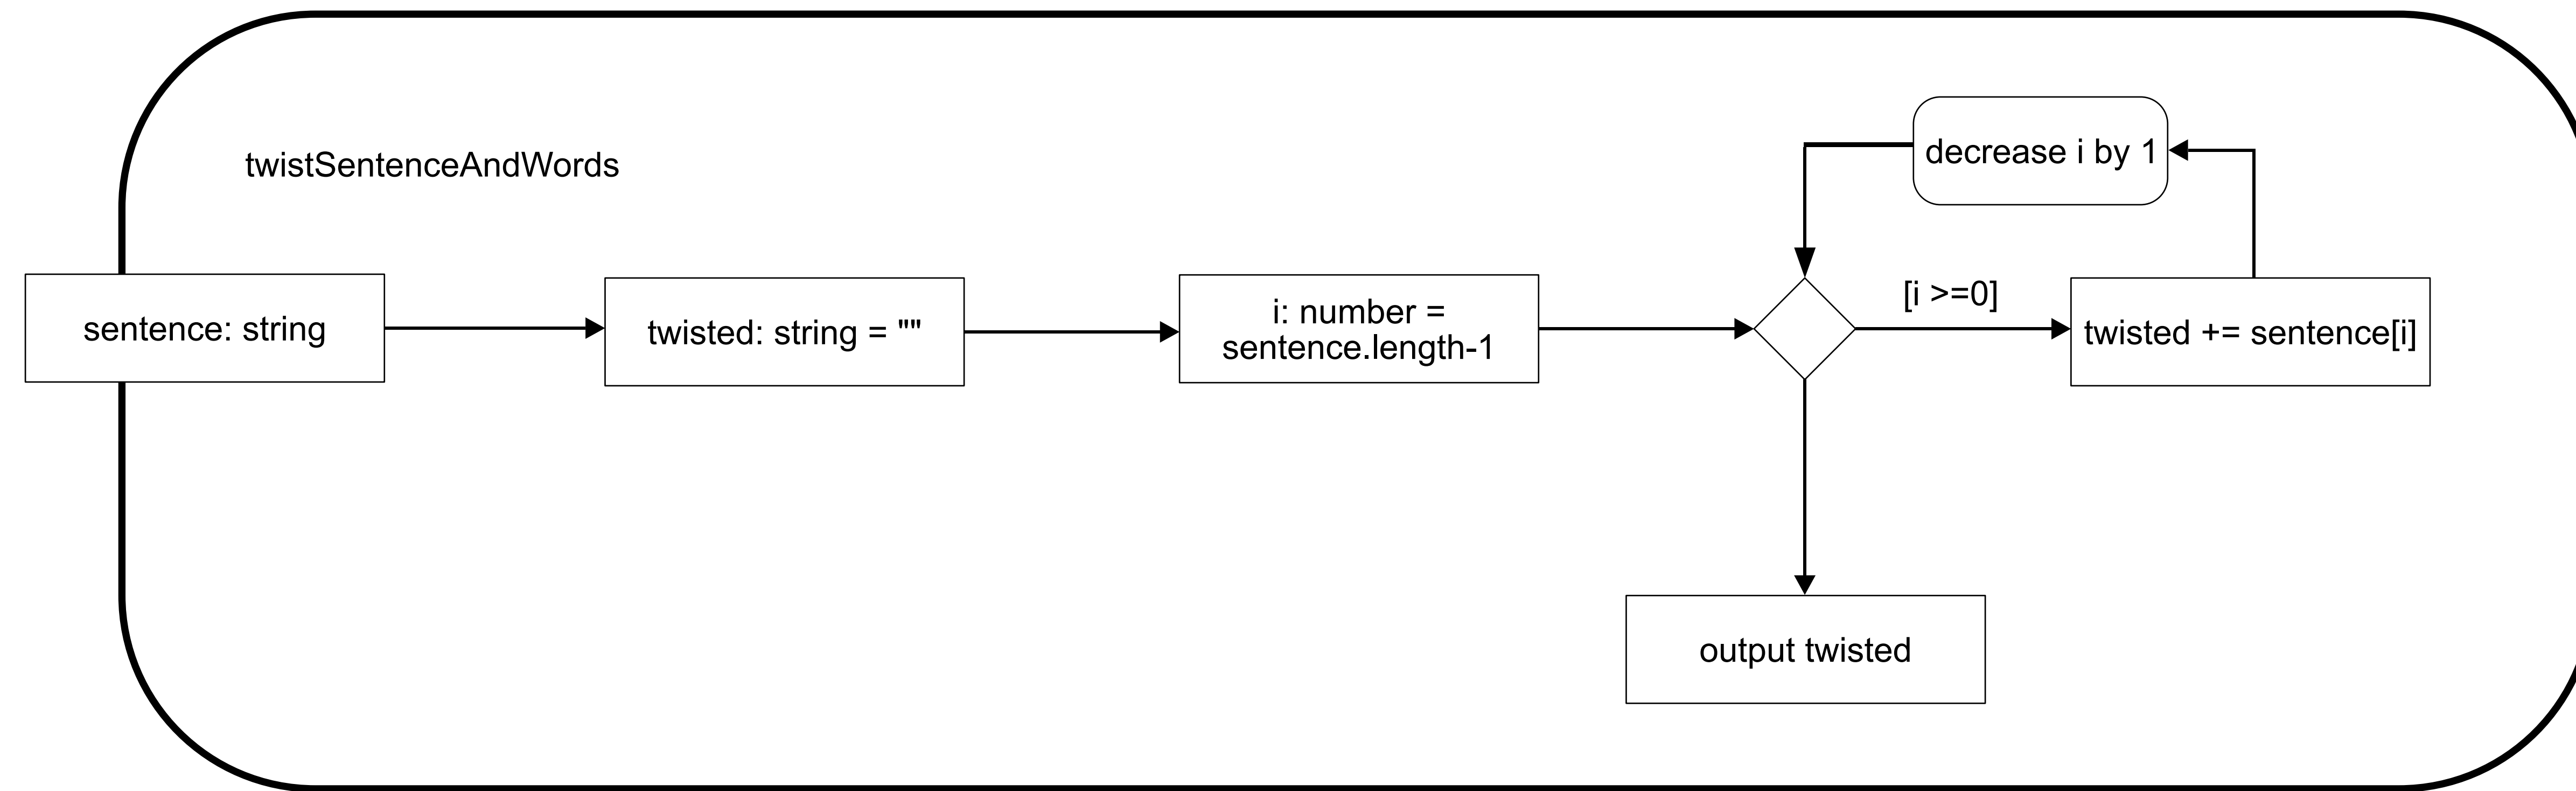 twistSentenceAndWords
decrease i by 1
sentence: string
twisted: string = ""
i: number =
sentence.length-1
[i >=0]
twisted += sentence[i]
output twisted